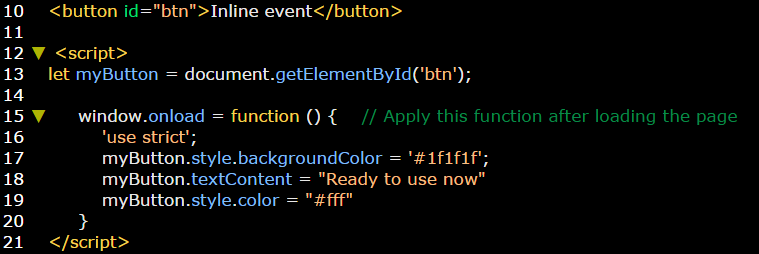 10 <button id="btn">Inline event</button>
11
12 ▼ <script>
13 let myButton = document.getElementById('btn');
14
15 ▼ window.onload = function () { // Apply this function after loading the page
16 'use strict';
17 myButton.style.backgroundColor = '#1f1f1f';
18 myButton.textContent = "Ready to use now"
19 myButton.style.color = "#fff"
20 }
21 </script>